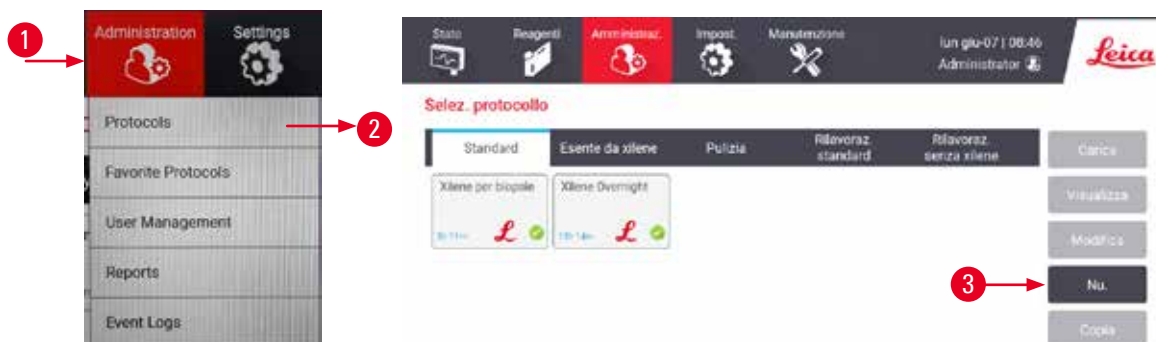 1
Administration Settings
Protocols
2
Favorite Protocols
User Management
Reports
Event Logs
Stato Reagenti Amministraz. Impost. Manutenzione
lun giu-07 | 08:46
Administrator
Leica
Selez. protocollo
Standard Esente da xilene Pulizia Rilavoraz. standard Rilavoraz. senza xilene
Carica
Xilene per biopsie Xilene Overnight
Visualizza
Modifica
3
Nu.
Copia